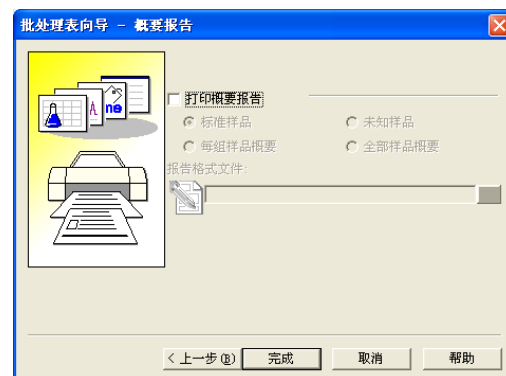 批处理表向导 - 概要报告
打印概要报告
标准样品
未知样品
每组样品概要
全部样品概要
报告格式文件:
< 上一步(B)
完成
取消
帮助